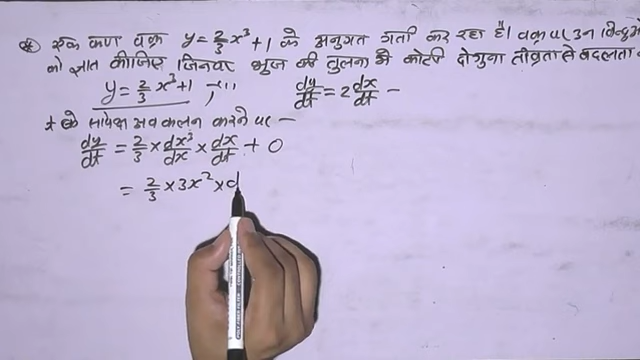 एक कण वक्र y = 2/3 x³ + 1 के अनुगत गती कर रहा है। वक्र पर उन बिन्दुओं
को ज्ञात कीजिए जिनपर भुज की तुलना में कोटि दोगुना तीव्रता से बदलता
y = 2/3 x³ + 1 ; dy/dt = 2 dx/dt –
t के सापेक्ष अवकलन करने पर –
dy/dt = 2/3 × dx³/dx × dx/dt + 0
= 2/3 × 3x² × d